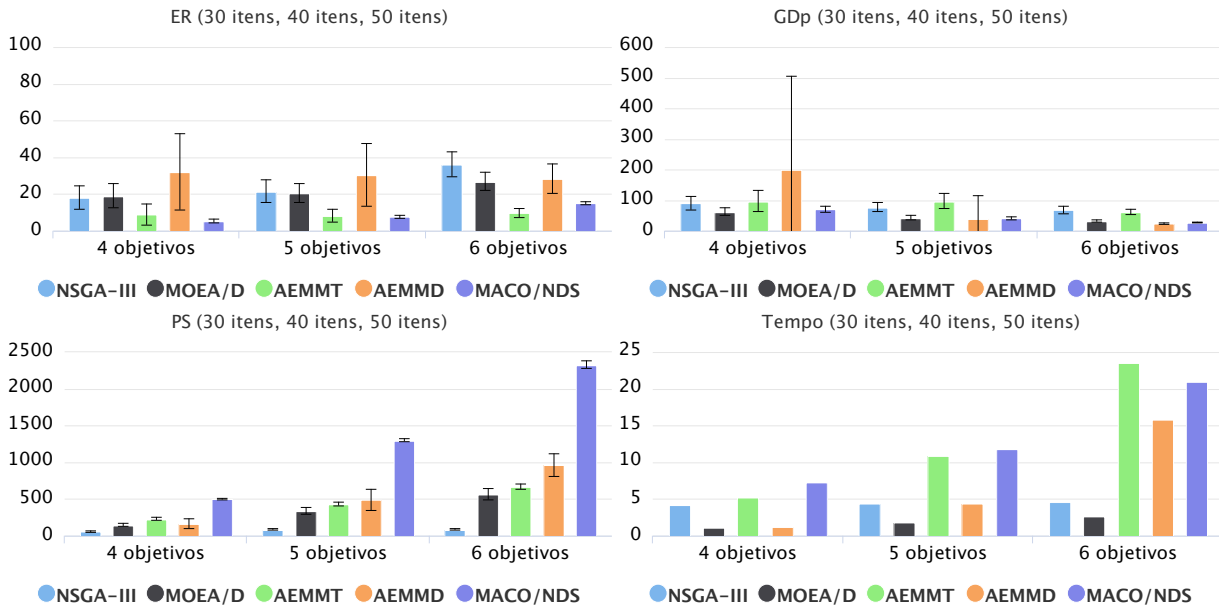 ER (30 itens, 40 itens, 50 itens)
100
80
60
40
20
0
4 objetivos 5 objetivos 6 objetivos
NSGA-III MOEA/D AEMMT AEMMD MACO/NDS
GDp (30 itens, 40 itens, 50 itens)
600
500
400
300
200
100
0
4 objetivos 5 objetivos 6 objetivos
NSGA-III MOEA/D AEMMT AEMMD MACO/NDS
PS (30 itens, 40 itens, 50 itens)
2500
2000
1500
1000
500
0
4 objetivos 5 objetivos 6 objetivos
NSGA-III MOEA/D AEMMT AEMMD MACO/NDS
Tempo (30 itens, 40 itens, 50 itens)
25
20
15
10
5
0
4 objetivos 5 objetivos 6 objetivos
NSGA-III MOEA/D AEMMT AEMMD MACO/NDS